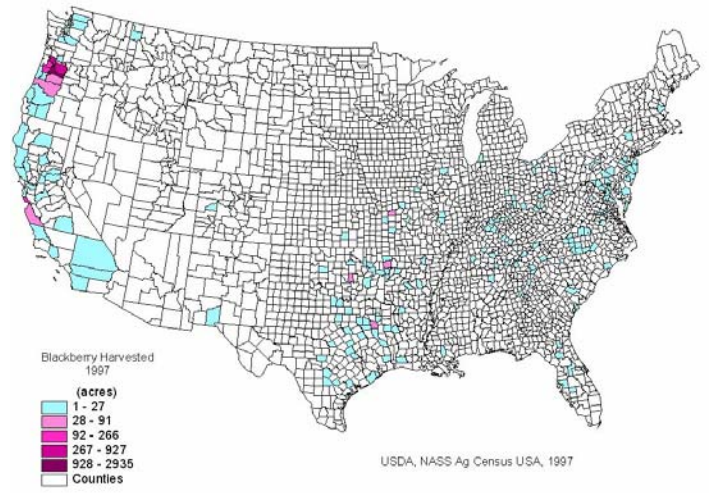 Blackberry Harvested
1997
(acres)
1 - 27
28 - 91
92 - 266
267 - 927
928 - 2935
Counties
USDA, NASS Ag Census USA, 1997